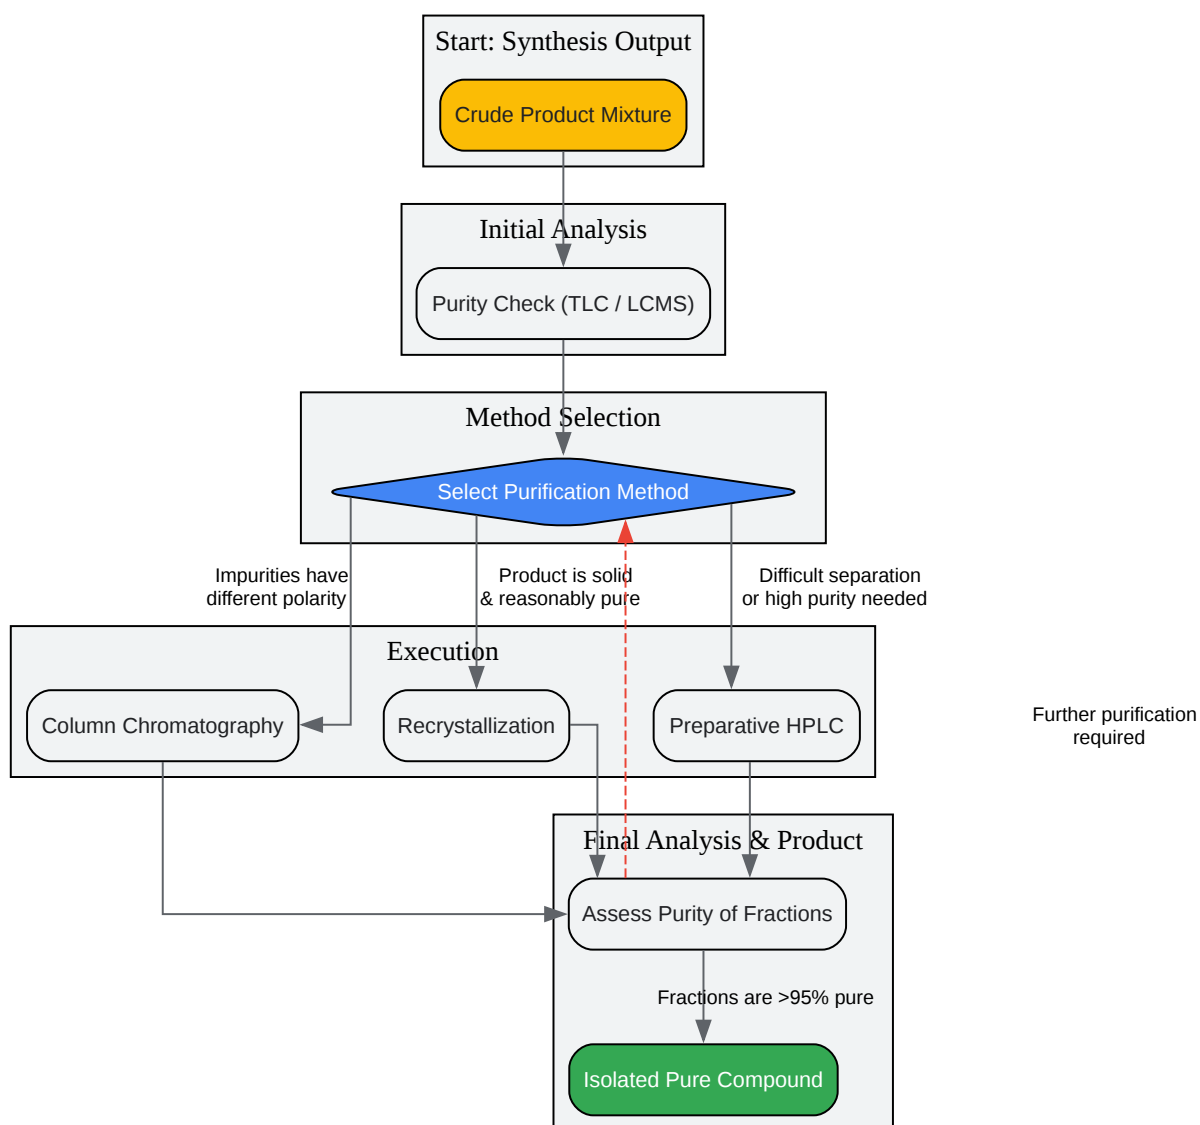 Start: Synthesis Output
Crude Product Mixture
Initial Analysis
Purity Check (TLC / LCMS)
Method Selection
Select Purification Method
Impurities have
different polarity
Product is solid
& reasonably pure
Difficult separation
or high purity needed
Execution
Column Chromatography
Recrystallization
Preparative HPLC
Further purification
required
Final Analysis & Product
Assess Purity of Fractions
Fractions are >95% pure
Isolated Pure Compound